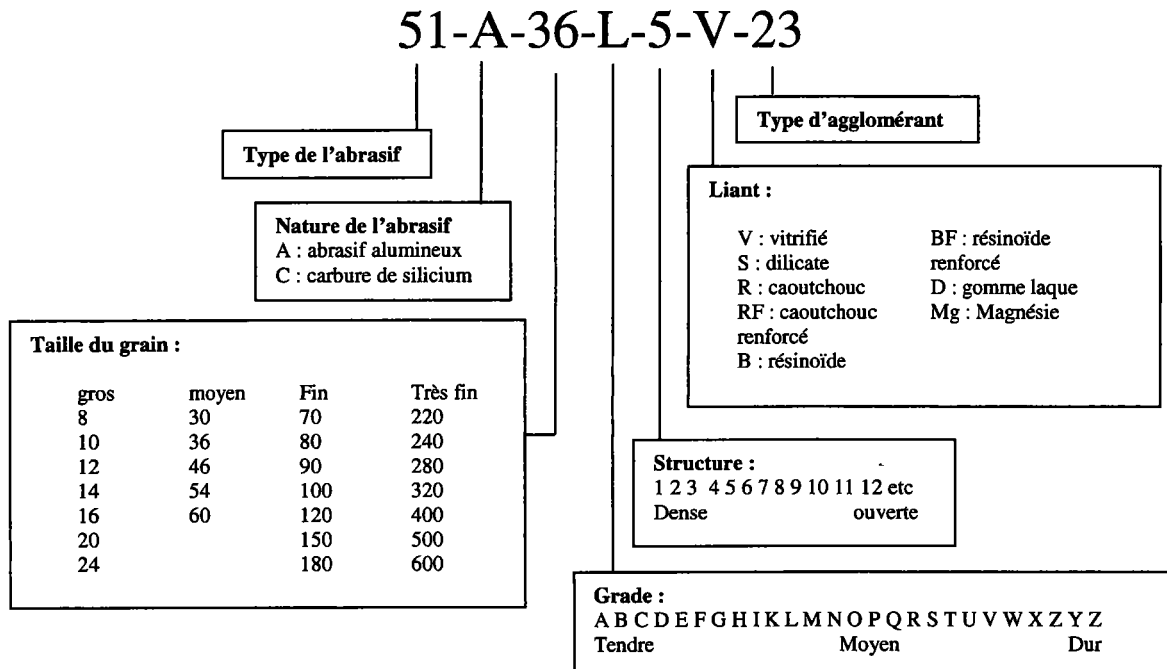 51-A-36-L-5-V-23
Type d'agglomérant
Type de l'abrasif
Liant :
V : vitrifié
S : dilicate
R : caoutchouc
RF : caoutchouc
renforcé
B : résinoïde
BF : résinoïde
renforcé
D : gomme laque
Mg : Magnésie
Nature de l'abrasif
A : abrasif alumineux
C : carbure de silicium
Taille du grain :
gros moyen Fin Très fin
8 30 70 220
10 36 80 240
12 46 90 280
14 54 100 320
16 60 120 400
20 150 500
24 180 600
Structure :
1 2 3 4 5 6 7 8 9 10 11 12 etc
Dense ouverte
Grade :
A B C D E F G H I K L M N O P Q R S T U V W X Z Y Z
Tendre Moyen Dur